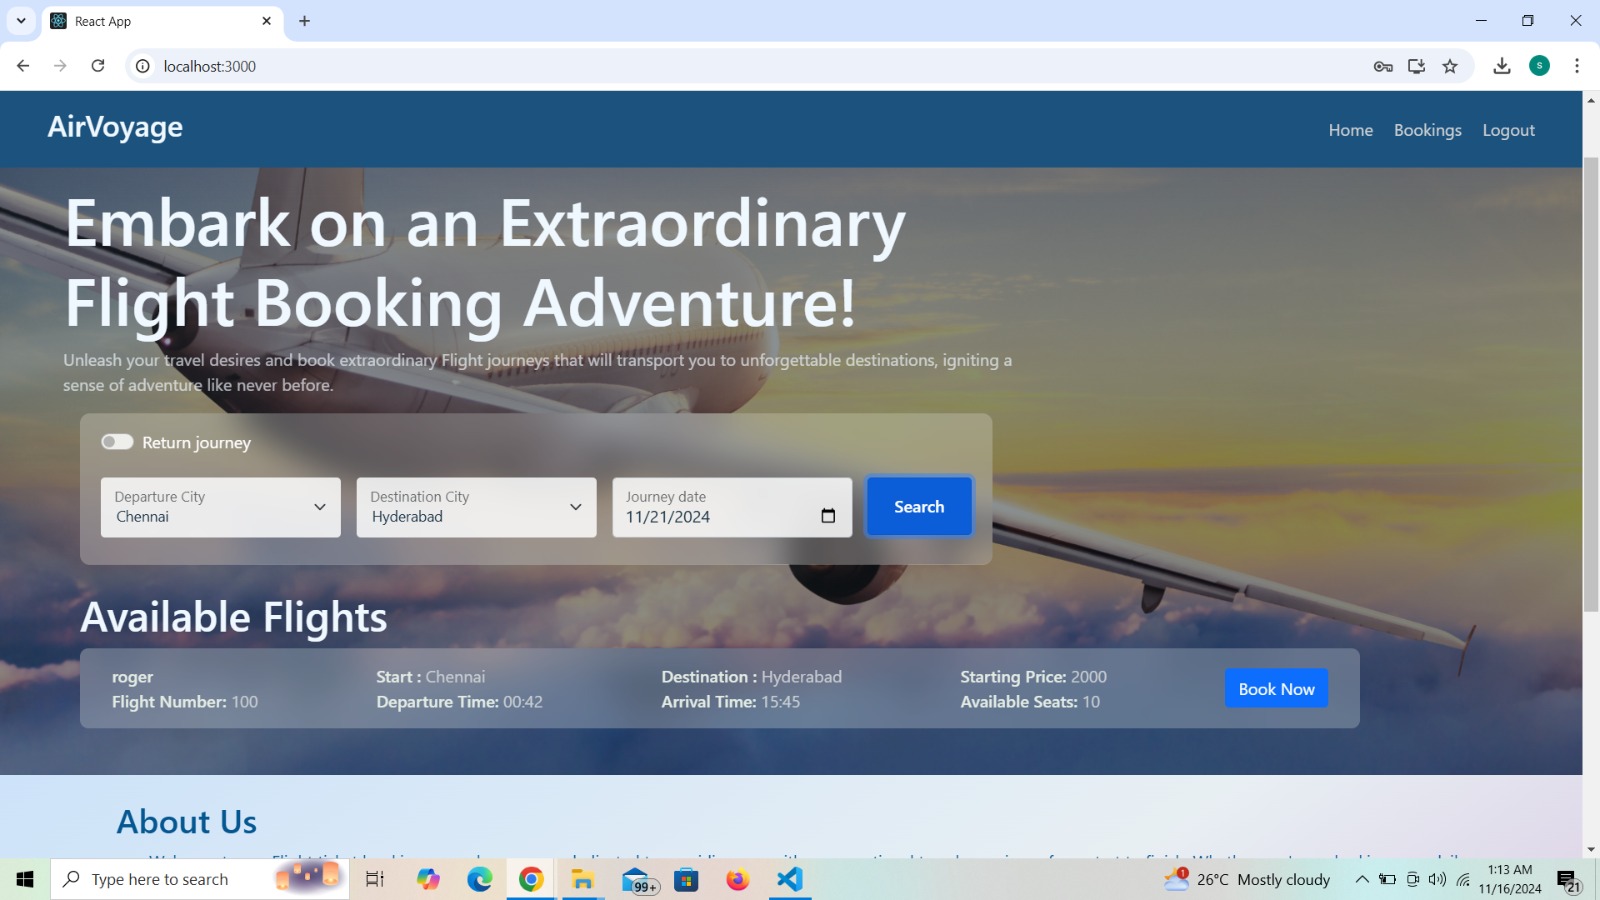 React App
localhost:3000
S
AirVoyage
Home Bookings Logout
Embark on an Extraordinary
Flight Booking Adventure!
Unleash your travel desires and book extraordinary Flight journeys that will transport you to unforgettable destinations, igniting a
sense of adventure like never before.
Return journey
Departure City
Chennai
Destination City
Hyderabad
Journey date
11/21/2024
Search
Available Flights
roger
Flight Number: 100
Start : Chennai
Departure Time: 00:42
Destination : Hyderabad
Arrival Time: 15:45
Starting Price: 2000
Available Seats: 10
Book Now
About Us
Type here to search
99+
1
26°C Mostly cloudy
1:13 AM
11/16/2024
21